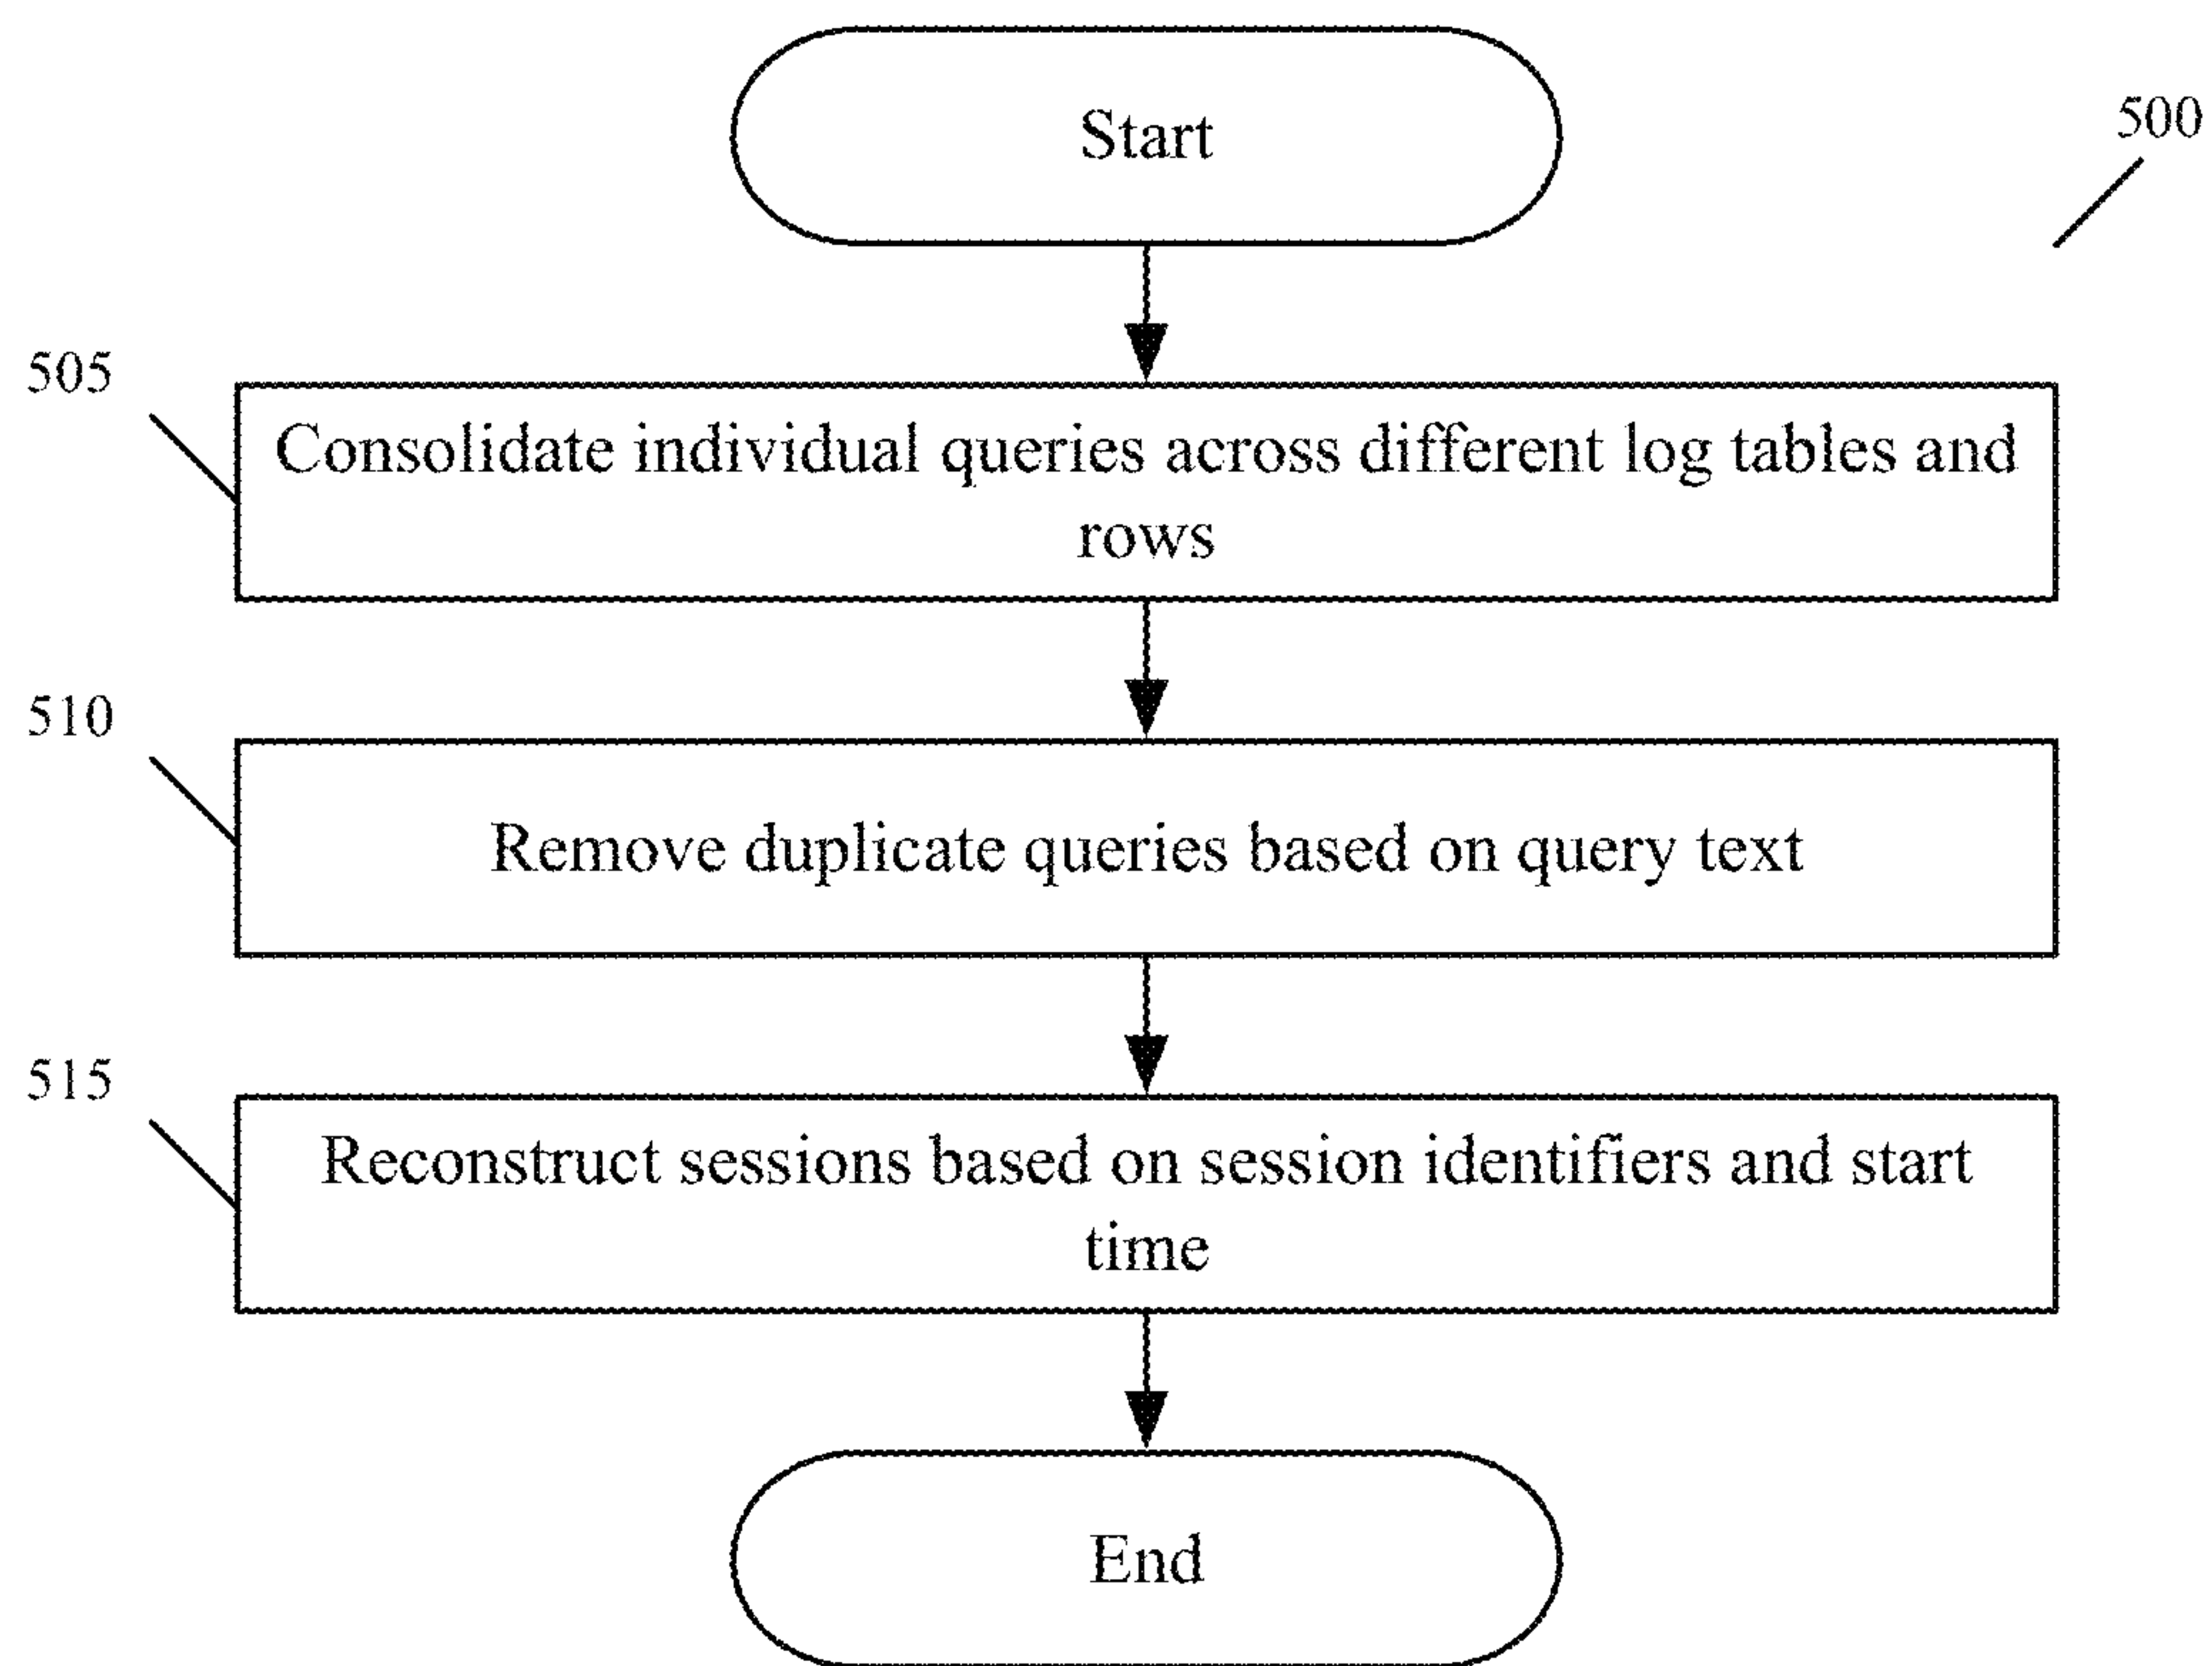 Start
500
505
Consolidate individual queries across different log tables and
rows
510
Remove duplicate queries based on query text
515
Reconstruct sessions based on session identifiers and start
time
End